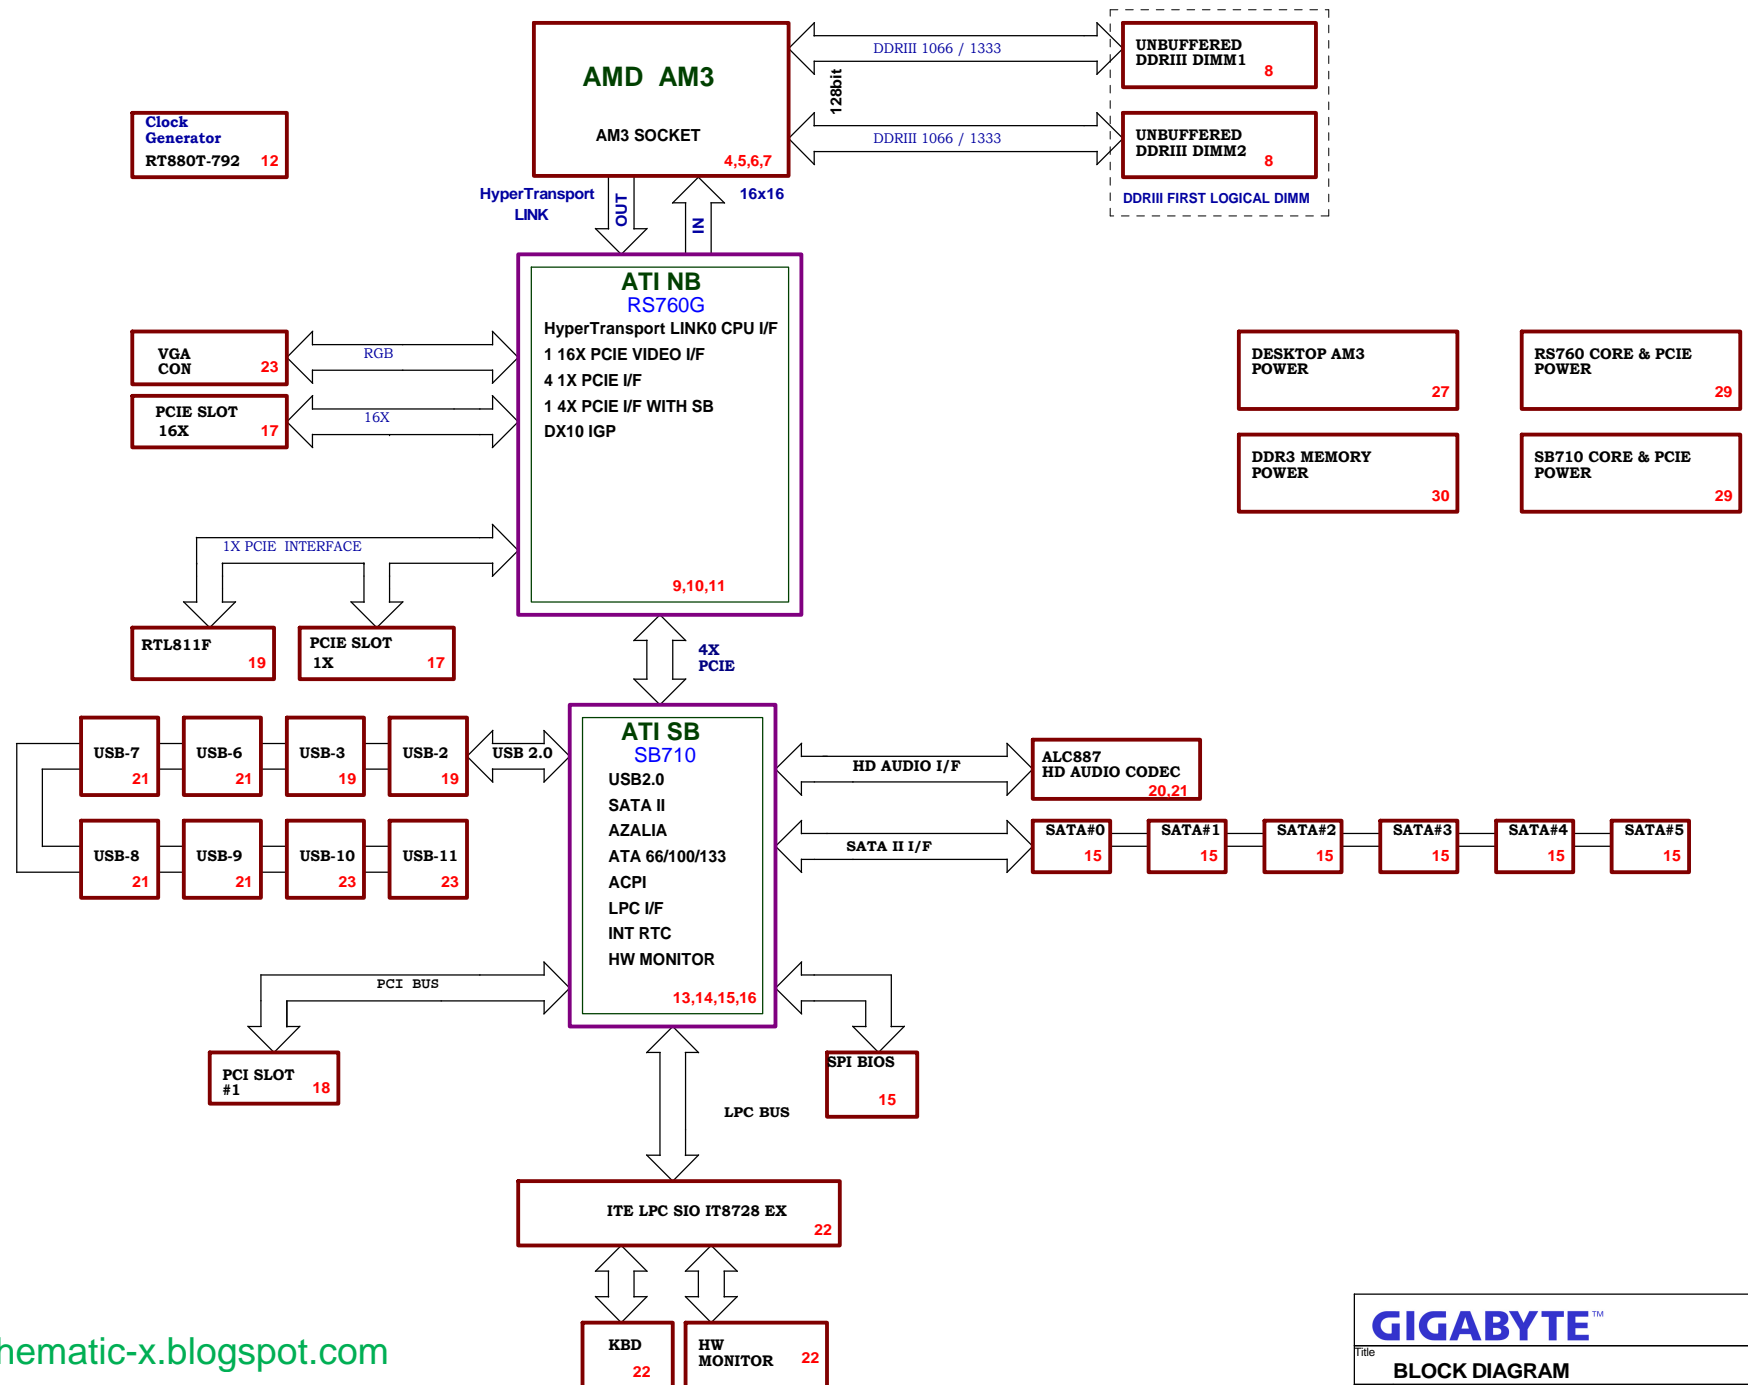 AMD AM3
AM3 SOCKET
4,5,6,7
DDRIII 1066 / 1333
128bit
DDRIII 1066 / 1333
UNBUFFERED
DDRIII DIMM1
8
UNBUFFERED
DDRIII DIMM2
8
DDRIII FIRST LOGICAL DIMM
Clock
Generator
RT880T-792 12
HyperTransport
LINK
OUT
IN
16x16
ATI NB
RS760G
HyperTransport LINK0 CPU I/F
1 16X PCIE VIDEO I/F
4 1X PCIE I/F
1 4X PCIE I/F WITH SB
DX10 IGP
9,10,11
VGA
CON
23
RGB
PCIE SLOT
16X
17
16X
DESKTOP AM3
POWER
27
RS760 CORE & PCIE
POWER
29
DDR3 MEMORY
POWER
30
SB710 CORE & PCIE
POWER
29
1X PCIE INTERFACE
RTL811F
19
PCIE SLOT
1X
17
4X
PCIE
ATI SB
SB710
USB2.0
SATA II
AZALIA
ATA 66/100/133
ACPI
LPC I/F
INT RTC
HW MONITOR
13,14,15,16
USB-7
21
USB-6
21
USB-3
19
USB-2
19
USB 2.0
USB-8
21
USB-9
21
USB-10
23
USB-11
23
HD AUDIO I/F
ALC887
HD AUDIO CODEC
20,21
SATA II I/F
SATA#0
15
SATA#1
15
SATA#2
15
SATA#3
15
SATA#4
15
SATA#5
15
PCI BUS
PCI SLOT
#1
18
SPI BIOS
15
LPC BUS
ITE LPC SIO IT8728 EX
22
KBD
22
HW
MONITOR
22
hematic-x.blogspot.com
GIGABYTE™
Title
BLOCK DIAGRAM